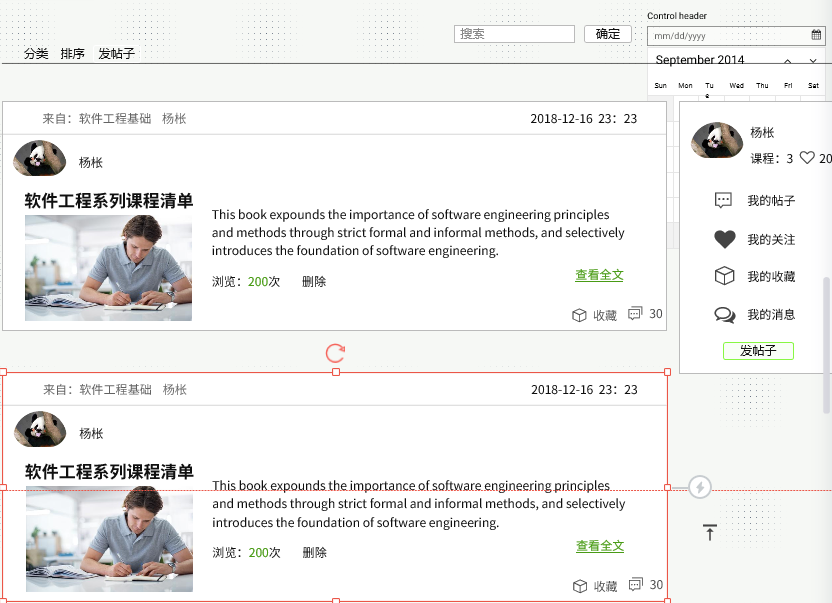 Control header
搜索
确定
mm/dd/yyyy
分类 排序 发帖子
September 2014
Sun Mon Tu Wed Thu Fri Sat
来自：软件工程基础 杨枨
2018-12-16 23：23
杨枨
软件工程系列课程清单
This book expounds the importance of software engineering principles
and methods through strict formal and informal methods, and selectively
introduces the foundation of software engineering.
浏览：200次 删除
查看全文
收藏 30
杨枨
课程：3 20
我的帖子
我的关注
我的收藏
我的消息
发帖子
来自：软件工程基础 杨枨
2018-12-16 23：23
杨枨
软件工程系列课程清单
This book expounds the importance of software engineering principles
and methods through strict formal and informal methods, and selectively
introduces the foundation of software engineering.
浏览：200次 删除
查看全文
收藏 30